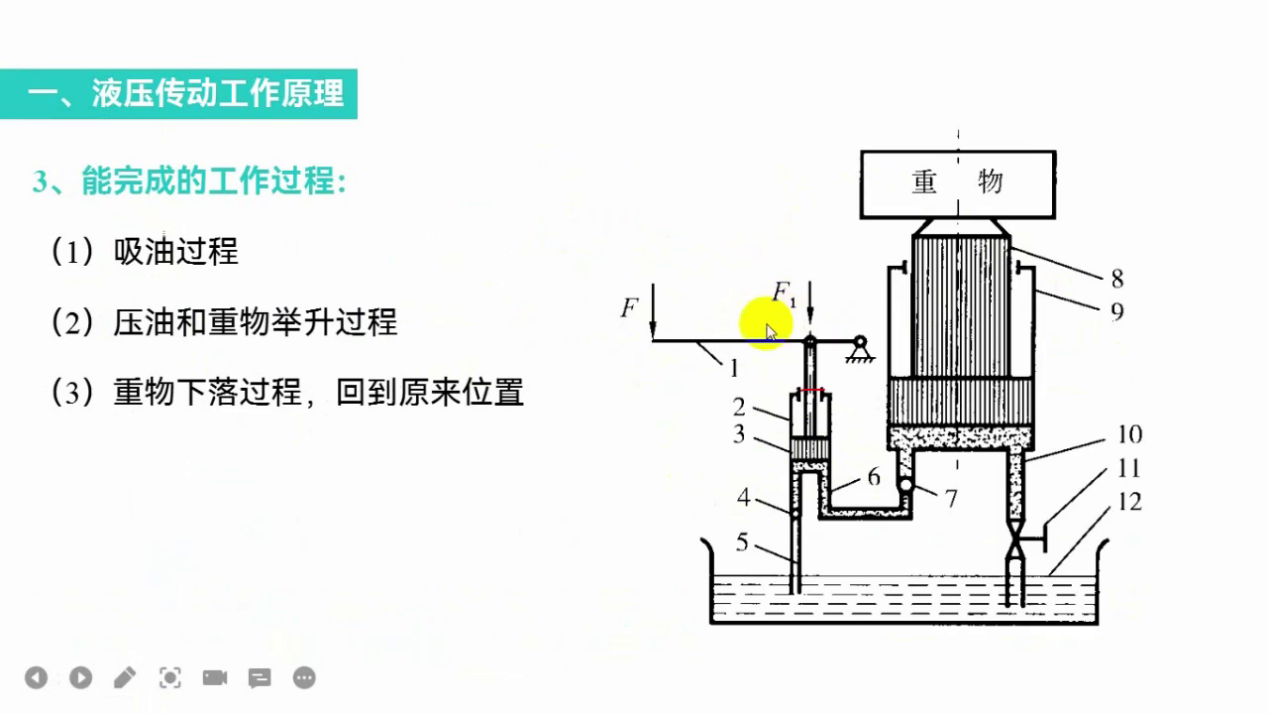 一、液压传动工作原理
3、能完成的工作过程：
（1）吸油过程
（2）压油和重物举升过程
（3）重物下落过程，回到原来位置
重 物
F
F₁
1
2
3
4
5
6
7
8
9
10
11
12